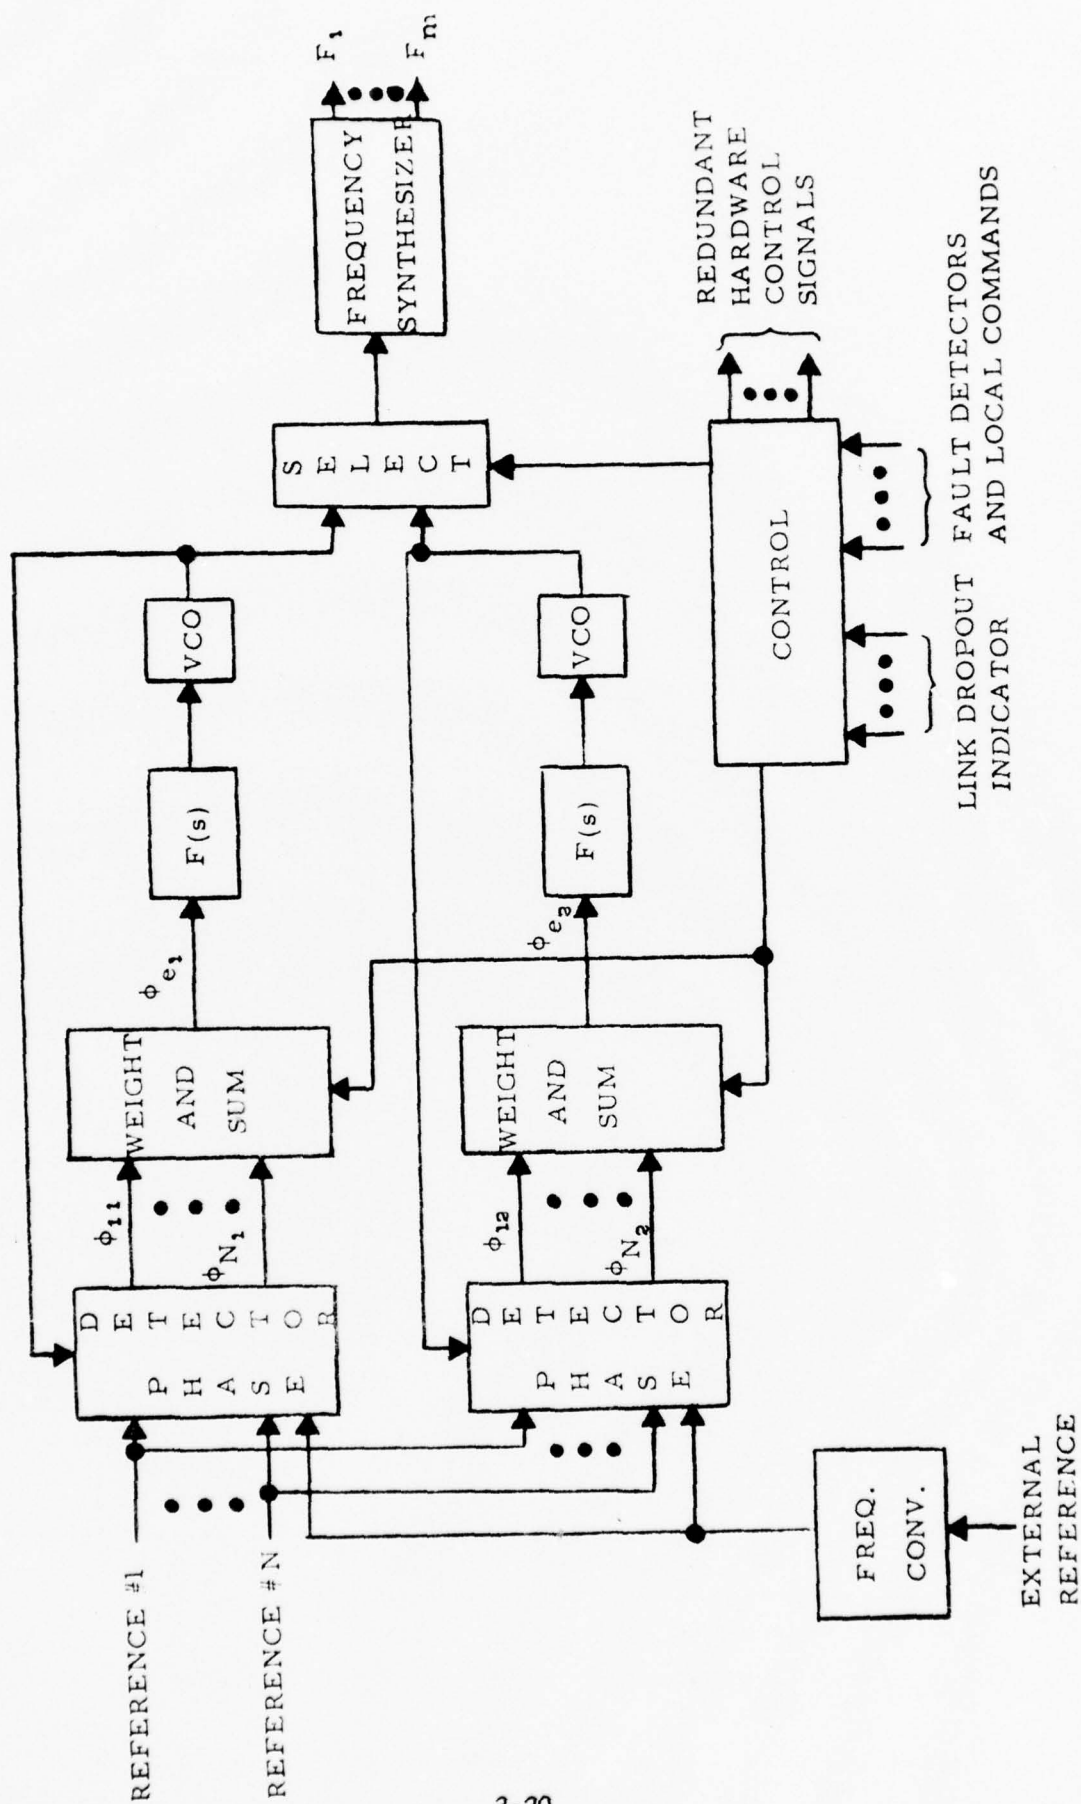 REFERENCE #1
REFERENCE #N
PHASE
DETECTOR
ϕ11
ϕN1
WEIGHT
AND
SUM
ϕe1
F(s)
VCO
SELECT
FREQUENCY
SYNTHESIZER
F1
Fm
PHASE
DETECTOR
ϕ12
ϕN2
WEIGHT
AND
SUM
ϕe2
F(s)
VCO
FREQ.
CONV.
EXTERNAL
REFERENCE
CONTROL
REDUNDANT
HARDWARE
CONTROL
SIGNALS
LINK DROPOUT
INDICATOR
FAULT DETECTORS
AND LOCAL COMMANDS